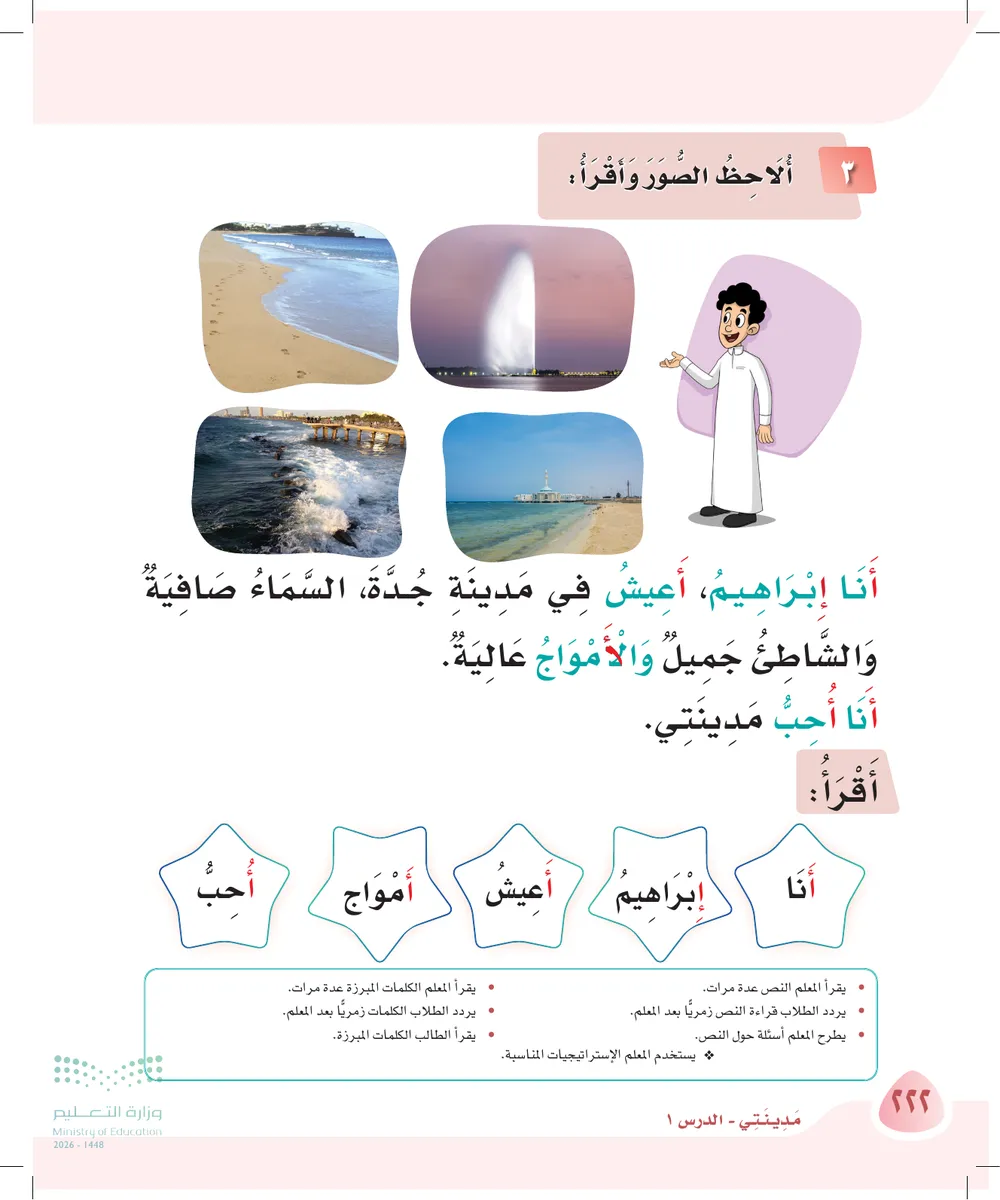 ٣
أُلَاحِظُ الصُّوَرَ وَأَقْرَأُ:
أَنَا إِبْرَاهِيمُ، أَعِيشُ فِي مَدِينَةِ جُدَّةَ، السَّمَاءُ صَافِيَةٌ
وَالشَّاطِئُ جَمِيلٌ وَالْأَمْوَاجُ عَالِيَةٌ.
أَنَا أُحِبُّ مَدِينَتِي.
أَقْرَأُ:
أَنَا إِبْرَاهِيمُ أَعِيشُ أَمْوَاج أُحِبُّ
يقرأ المعلم النص عدة مرات.
يردد الطلاب قراءة النص زمريًّا بعد المعلم.
يطرح المعلم أسئلة حول النص.
يقرأ المعلم الكلمات المبرزة عدة مرات.
يردد الطلاب الكلمات زمريًّا بعد المعلم.
يقرأ الطالب الكلمات المبرزة.
❖ يستخدم المعلم الإستراتيجيات المناسبة.
٢٢٢
مَدِينَتِي - الدرس ١
وزارة التعـليم
Ministry of Education
2026 - 1448